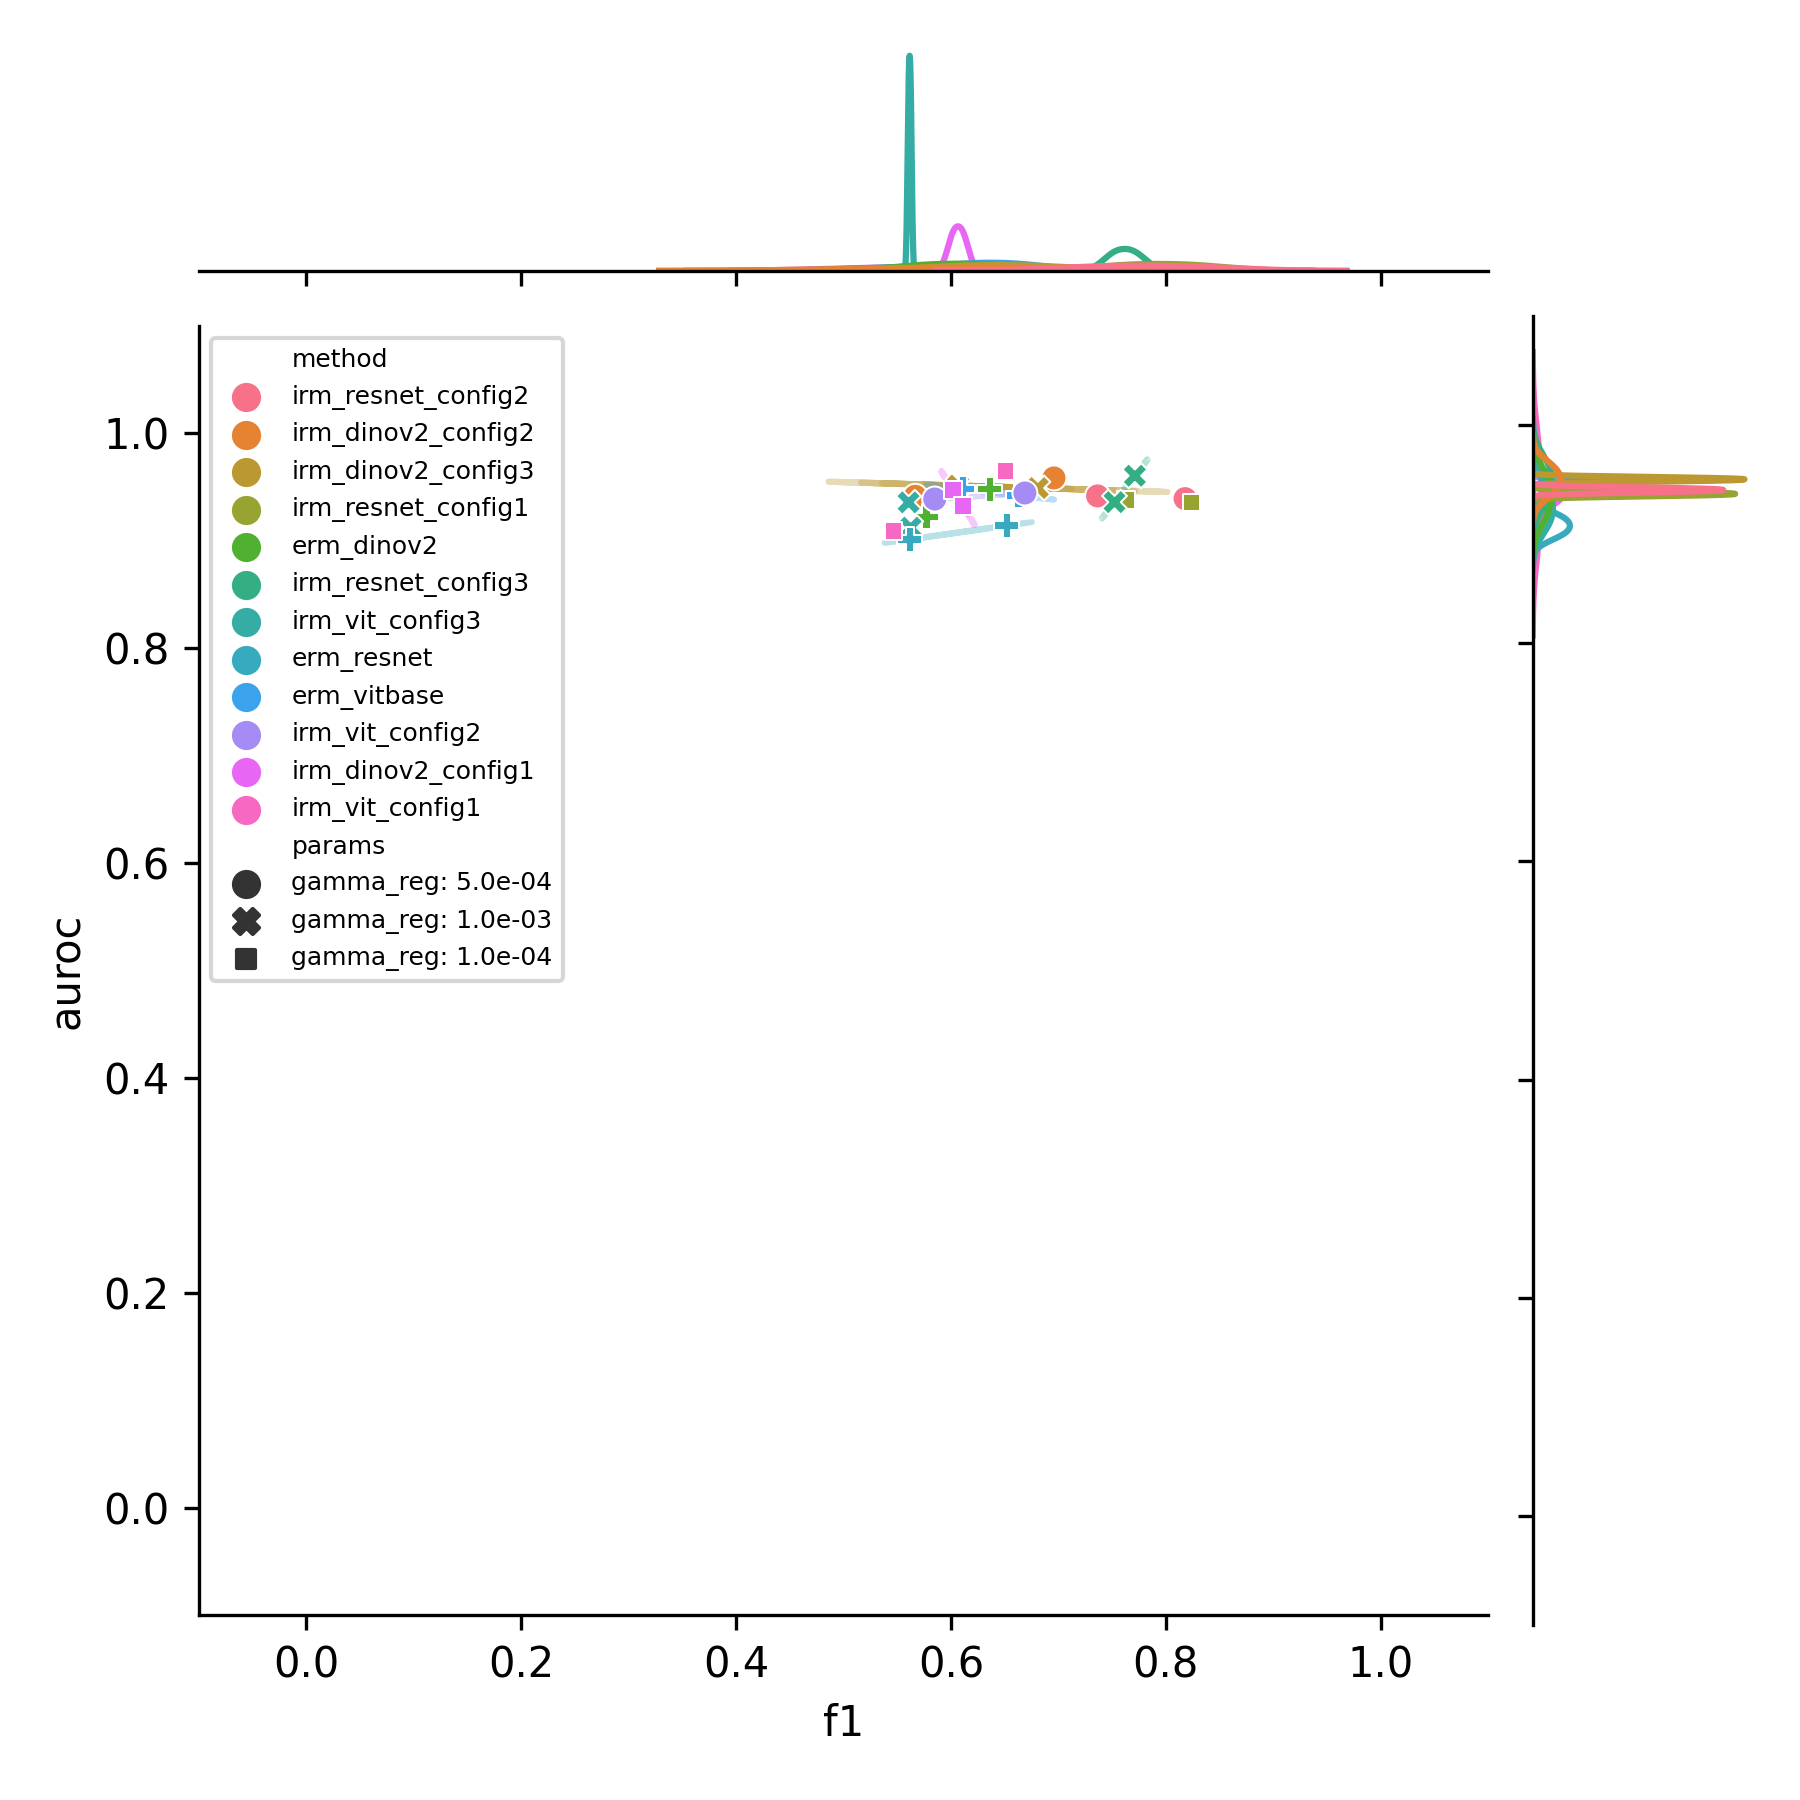 method
irm_resnet_config2
irm_dinov2_config2
irm_dinov2_config3
irm_resnet_config1
erm_dinov2
irm_resnet_config3
irm_vit_config3
erm_resnet
erm_vitbase
irm_vit_config2
irm_dinov2_config1
irm_vit_config1
params
gamma_reg: 5.0e-04
gamma_reg: 1.0e-03
gamma_reg: 1.0e-04
1.0
0.8
0.6
0.4
0.2
0.0
auroc
0.0 0.2 0.4 0.6 0.8 1.0
f1